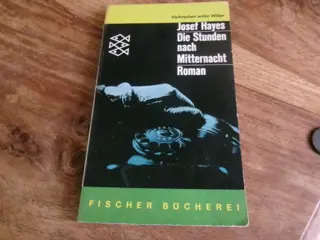 Josef Hayes
Die Stunden
nach
Mitternacht
Roman
FISCHER BÜCHEREI